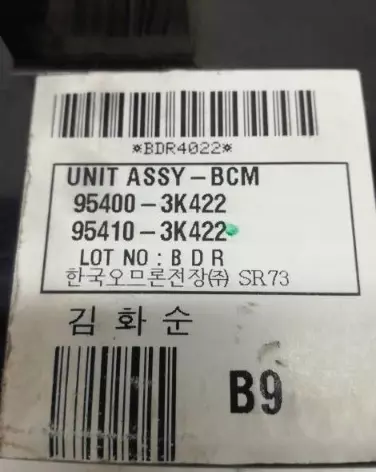 *BDR4022*
UNIT ASSY-BCM
95400-3K422
95410-3K422
LOT NO : B D R
한국오므론전장㈜ SR73
김 화 순
B9